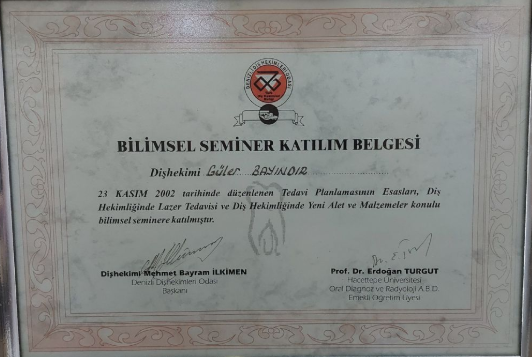 BİLİMSEL SEMİNER KATILIM BELGESİ
Dişhekimi Güler BAYINDIR
23 KASIM 2002 tarihinde düzenlenen Tedavi Planlamasının Esasları, Diş
Hekimliğinde Lazer Tedavisi ve Diş Hekimliğinde Yeni Alet ve Malzemeler konulu
bilimsel seminere katılmıştır.
Dişhekimi Mehmet Bayram İLKİMEN
Denizli Dişhekimleri Odası
Başkanı
Prof. Dr. Erdoğan TURGUT
Hacettepe Üniversitesi
Oral Diagnoz ve Radyoloji A.B.D.
Emekli Öğretim Üyesi